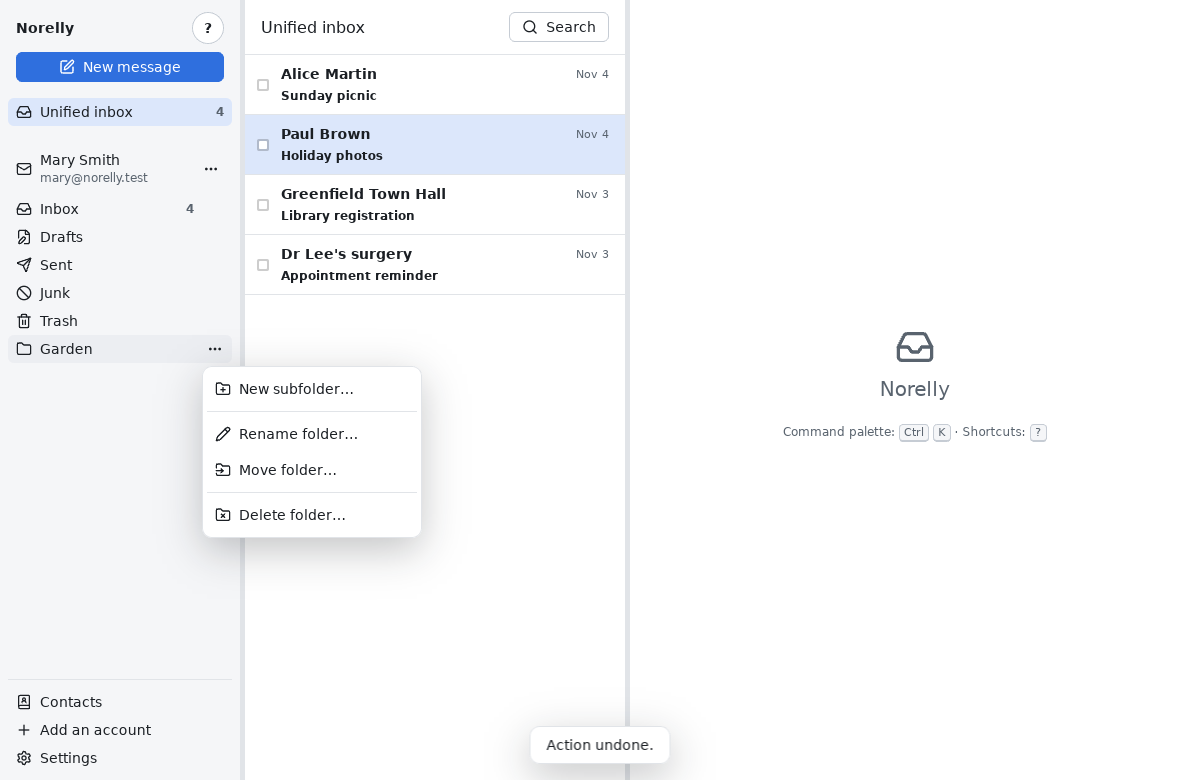 Norelly
?
New message
Unified inbox
4
Mary Smith
mary@norelly.test
Inbox
4
Drafts
Sent
Junk
Trash
Garden
New subfolder…
Rename folder…
Move folder…
Delete folder…
Contacts
Add an account
Settings
Unified inbox
Search
Alice Martin
Nov 4
Sunday picnic
Paul Brown
Nov 4
Holiday photos
Greenfield Town Hall
Nov 3
Library registration
Dr Lee's surgery
Nov 3
Appointment reminder
Norelly
Command palette: Ctrl K · Shortcuts: ?
Action undone.